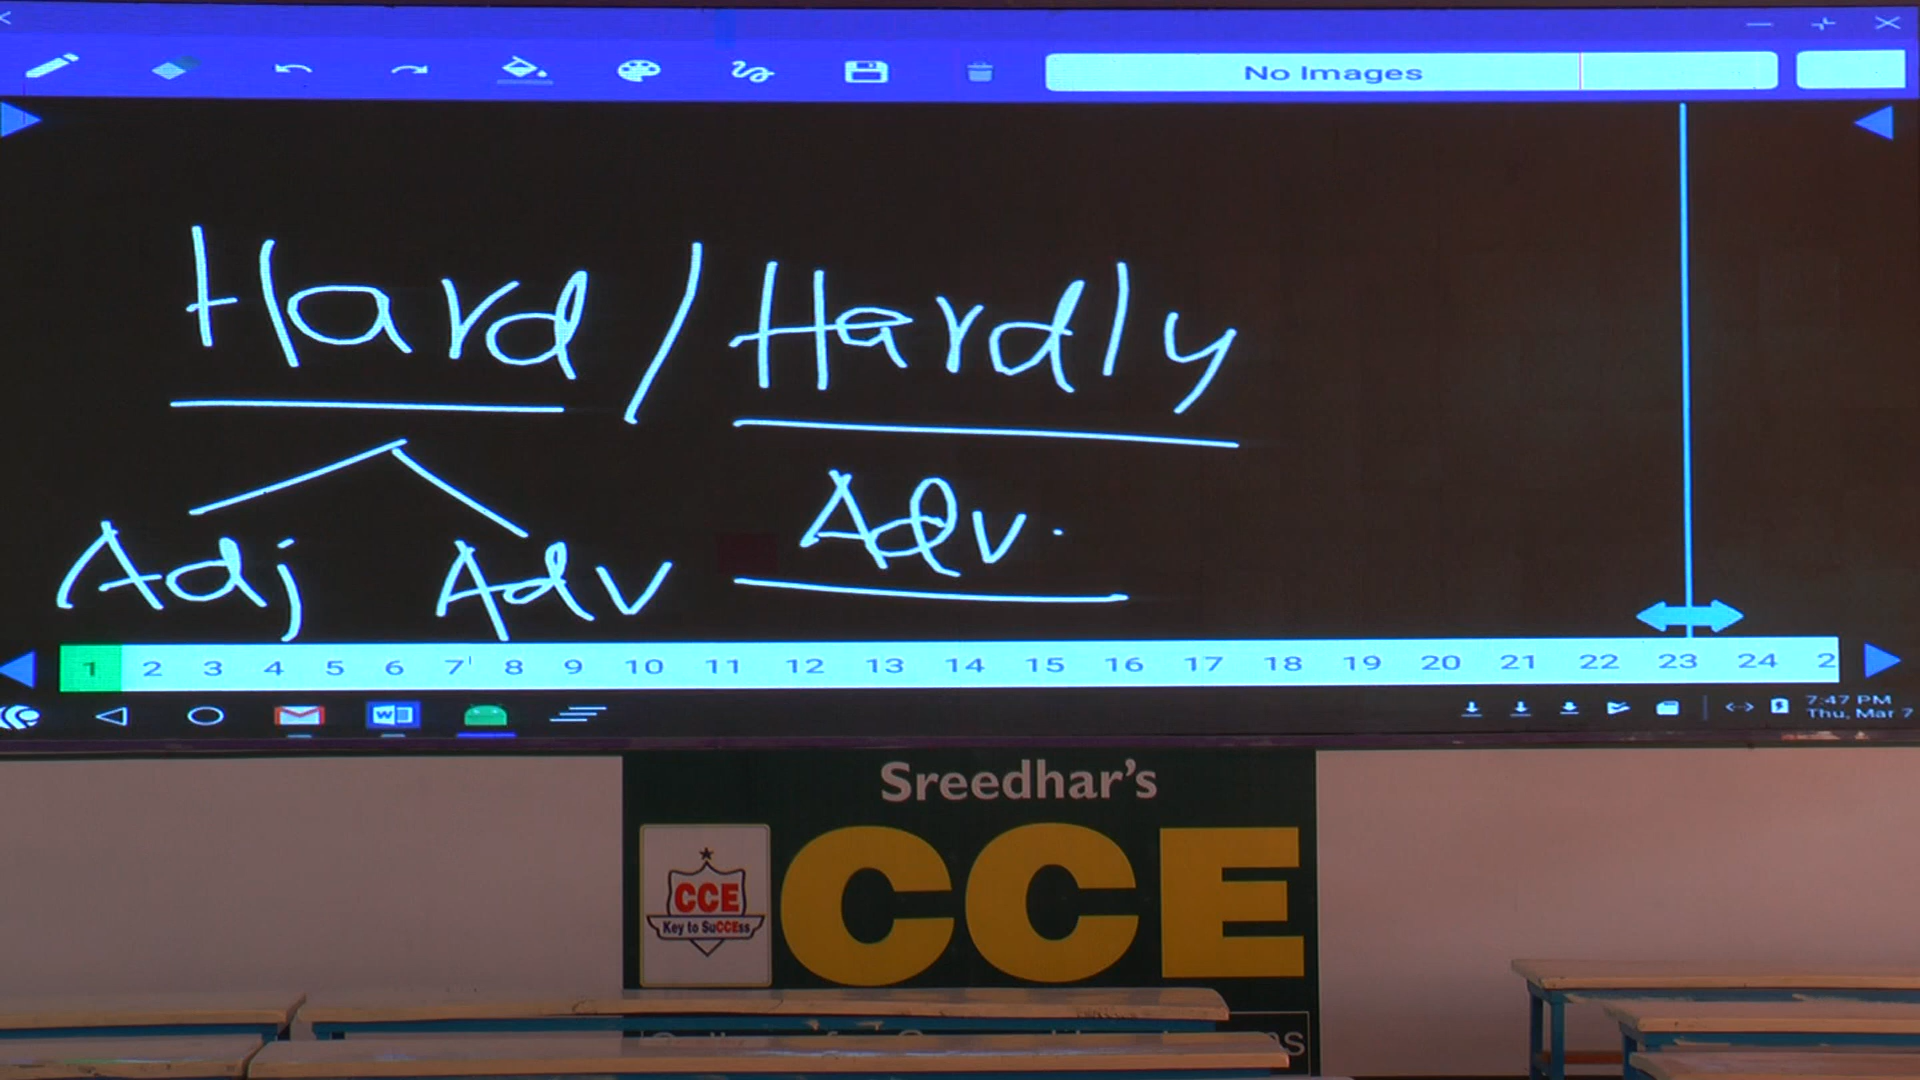 No Images
Hard / Hardly
Adj Adv Adv.
1 2 3 4 5 6 7 8 9 10 11 12 13 14 15 16 17 18 19 20 21 22 23 24 2
W
7:47 PM
Thu, Mar 7
Sreedhar's
CCE
CCE
Key to SuCCEss